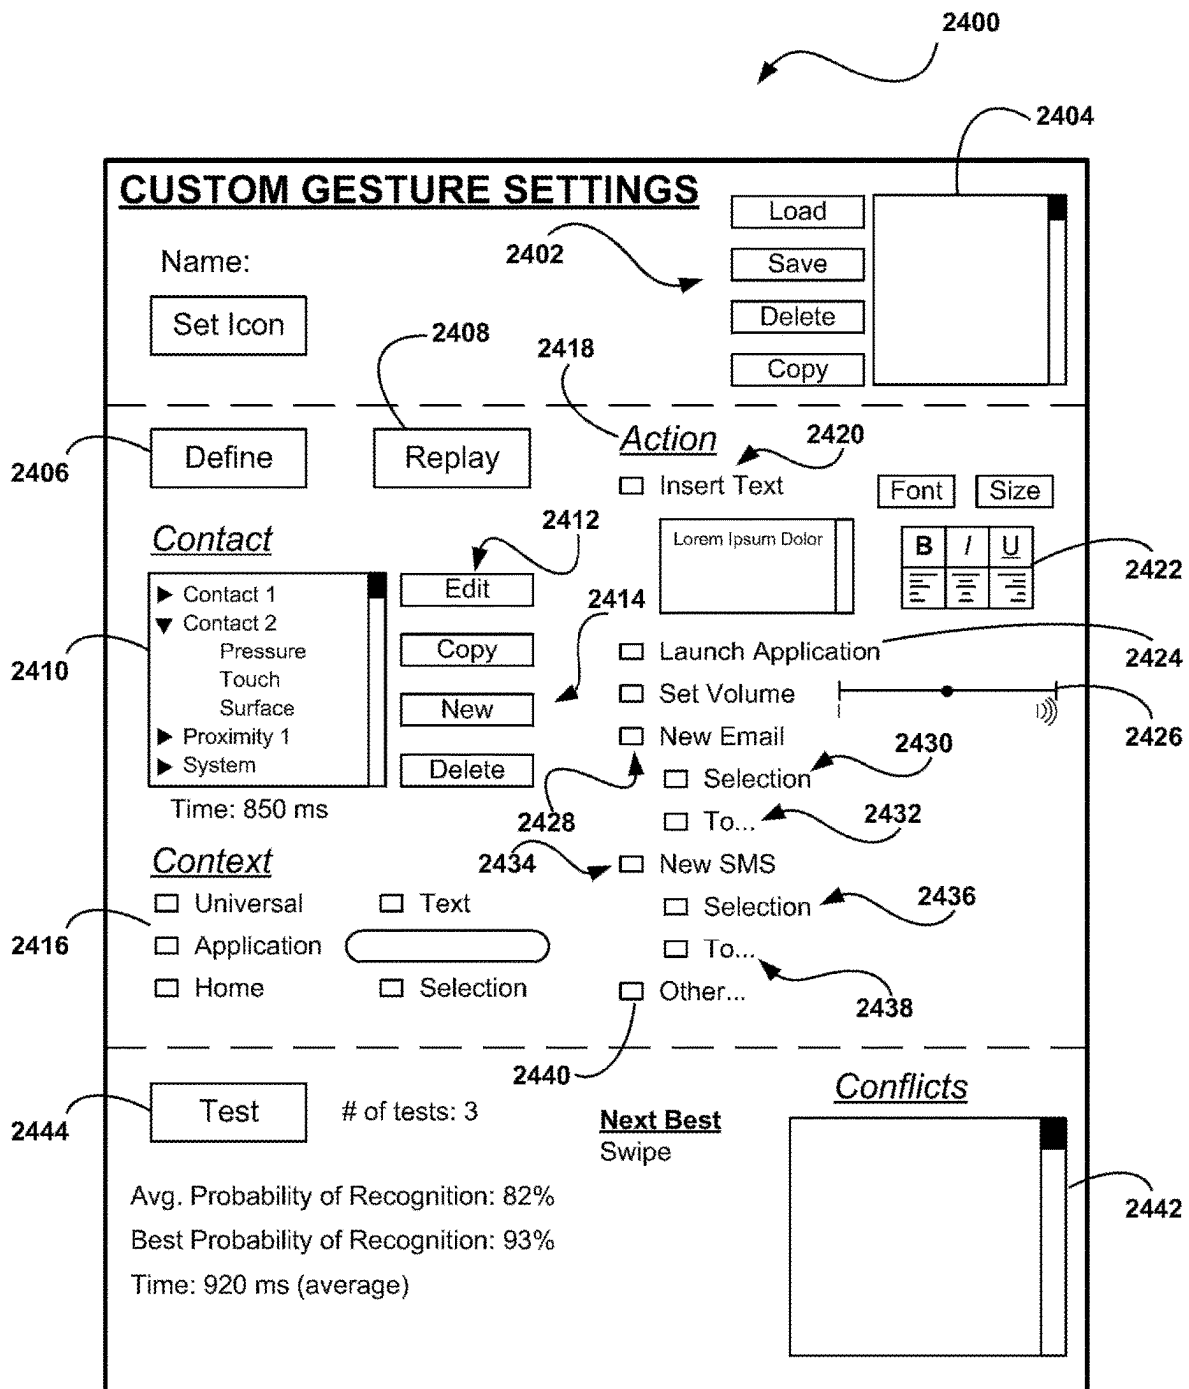 2400
2404
CUSTOM GESTURE SETTINGS
Load
2402
Name:
Save
Set Icon
Delete
2408
2418
Copy
2406
Define
Replay
Action
2420
Insert Text
Font
Size
2412
Contact
Lorem Ipsum Dolor
B I U
2422
Edit
2410
Contact 1
Contact 2
Pressure
Touch
Surface
Proximity 1
System
2414
Copy
New
Delete
Launch Application
2424
Set Volume
2426
New Email
2430
Selection
Time: 850 ms
2428
To...
2432
2434
Context
New SMS
2416
Universal
Text
Selection
2436
Application
To...
Home
Selection
2438
Other...
2440
Conflicts
2444
Test
# of tests: 3
Next Best
Swipe
2442
Avg. Probability of Recognition: 82%
Best Probability of Recognition: 93%
Time: 920 ms (average)